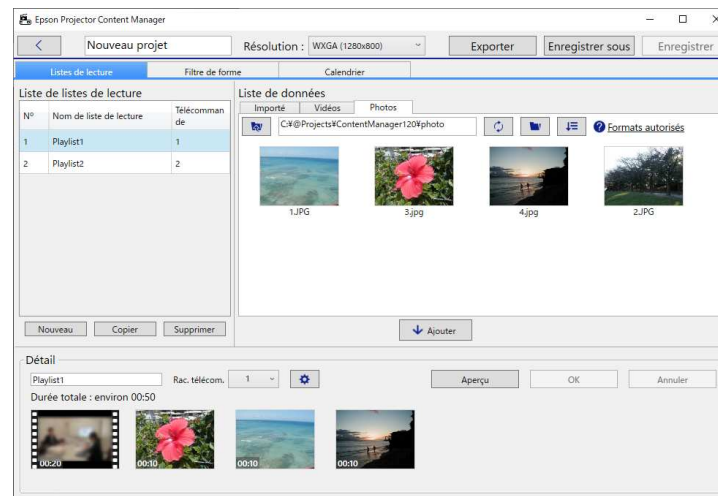 Epson Projector Content Manager
Nouveau projet
Résolution :
WXGA (1280x800)
Exporter
Enregistrer sous
Enregistrer
Listes de lecture
Filtre de forme
Calendrier
Liste de listes de lecture
Nº
Nom de liste de lecture
Télécomman
de
1
Playlist1
1
2
Playlist2
2
Nouveau
Copier
Supprimer
Liste de données
Importé
Vidéos
Photos
C:¥@Projects¥ContentManager120¥photo
Formats autorisés
1.JPG
3.jpg
4.jpg
2.JPG
Ajouter
Détail
Playlist1
Rac. télécom.
1
Aperçu
OK
Annuler
Durée totale : environ 00:50
00:20
00:10
00:10
00:10